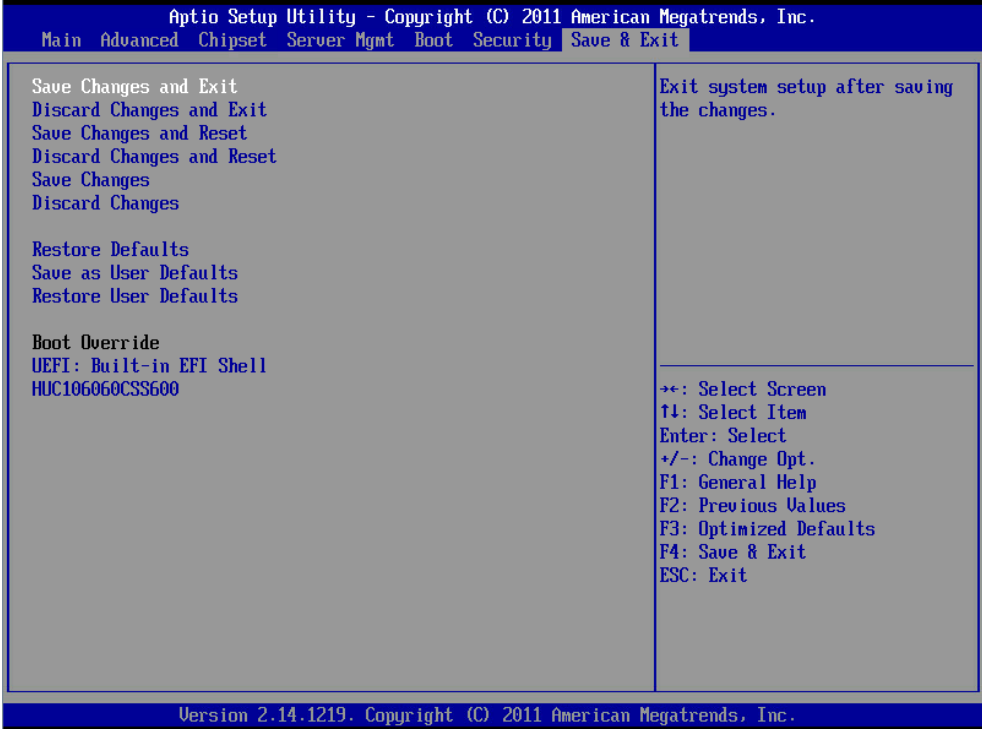 Aptio Setup Utility - Copyright (C) 2011 American Megatrends, Inc.
Main Advanced Chipset Server Mgmt Boot Security Save & Exit
Save Changes and Exit
Discard Changes and Exit
Save Changes and Reset
Discard Changes and Reset
Save Changes
Discard Changes
Restore Defaults
Save as User Defaults
Restore User Defaults
Boot Override
UEFI: Built-in EFI Shell
HUC106060CSS600
Exit system setup after saving
the changes.
→←: Select Screen
↑↓: Select Item
Enter: Select
+/-: Change Opt.
F1: General Help
F2: Previous Values
F3: Optimized Defaults
F4: Save & Exit
ESC: Exit
Version 2.14.1219. Copyright (C) 2011 American Megatrends, Inc.